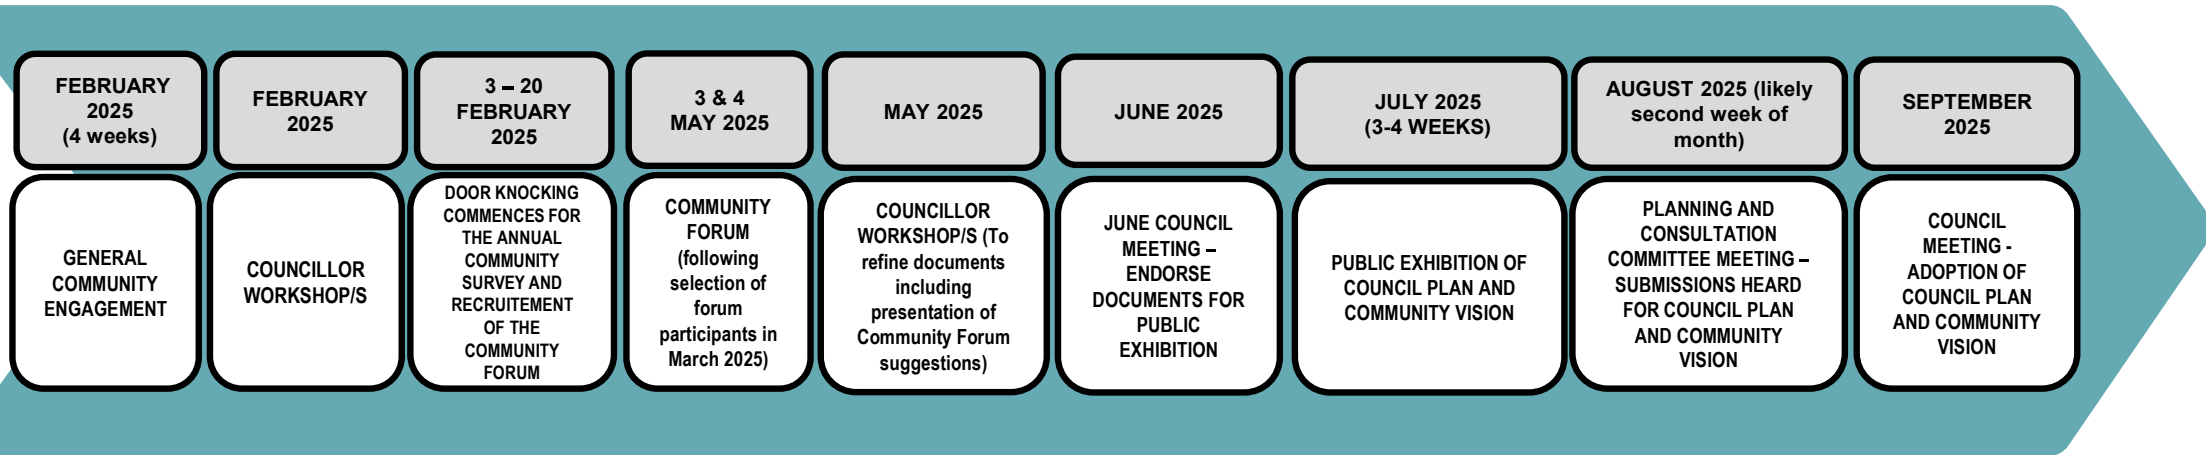 FEBRUARY
2025
(4 weeks)
GENERAL
COMMUNITY
ENGAGEMENT
FEBRUARY
2025
COUNCILLOR
WORKSHOP/S
3 – 20
FEBRUARY
2025
DOOR KNOCKING
COMMENCES FOR
THE ANNUAL
COMMUNITY
SURVEY AND
RECRUITEMENT
OF THE
COMMUNITY
FORUM
3 & 4
MAY 2025
COMMUNITY
FORUM
(following
selection of
forum
participants in
March 2025)
MAY 2025
COUNCILLOR
WORKSHOP/S (To
refine documents
including
presentation of
Community Forum
suggestions)
JUNE 2025
JUNE COUNCIL
MEETING –
ENDORSE
DOCUMENTS FOR
PUBLIC
EXHIBITION
JULY 2025
(3-4 WEEKS)
PUBLIC EXHIBITION OF
COUNCIL PLAN AND
COMMUNITY VISION
AUGUST 2025 (likely
second week of
month)
PLANNING AND
CONSULTATION
COMMITTEE MEETING –
SUBMISSIONS HEARD
FOR COUNCIL PLAN
AND COMMUNITY
VISION
SEPTEMBER
2025
COUNCIL
MEETING -
ADOPTION OF
COUNCIL PLAN
AND COMMUNITY
VISION